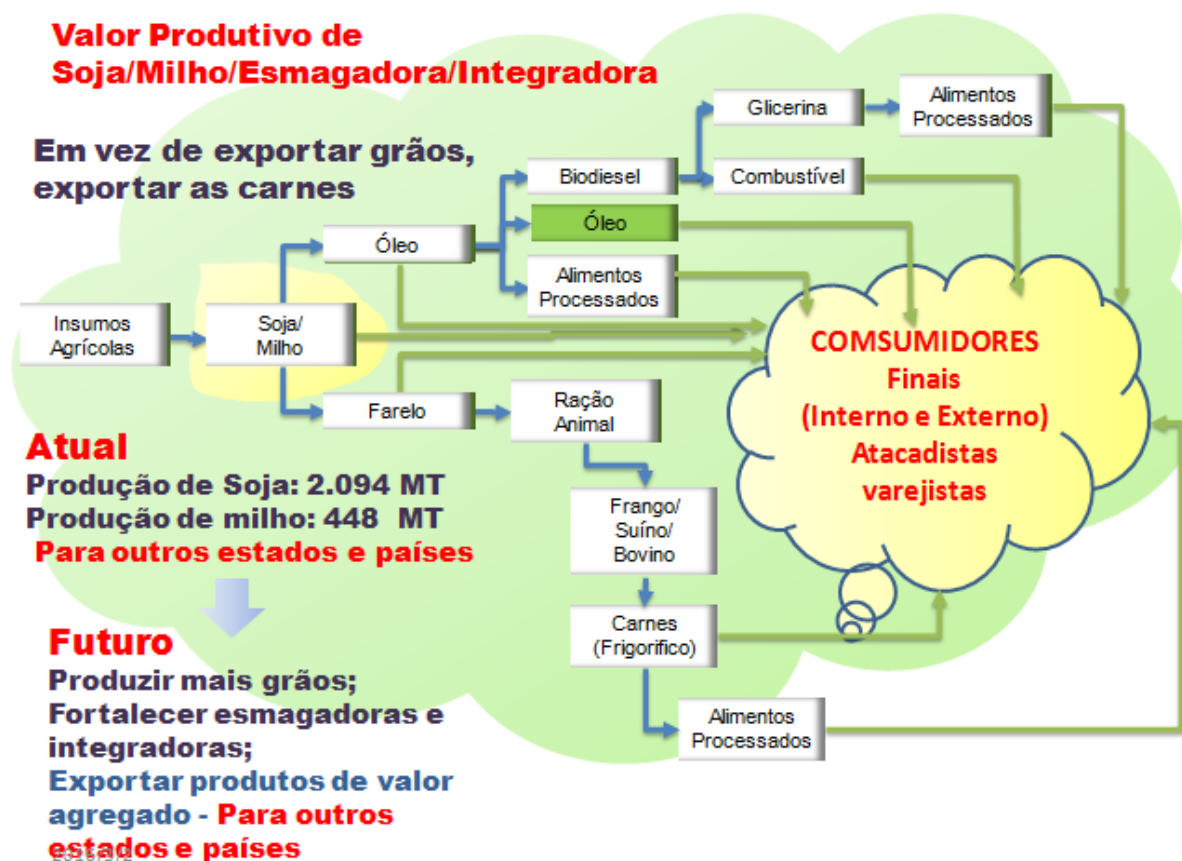 Valor Produtivo de
Soja/Milho/Esmagadora/Integradora
Em vez de exportar grãos,
exportar as carnes
Glicerina
Alimentos
Processados
Biodiesel
Combustível
Óleo
Óleo
Alimentos
Processados
Insumos
Agrícolas
Soja/
Milho
Farelo
Ração
Animal
Frango/
Suíno/
Bovino
Carnes
(Frigorifico)
Alimentos
Processados
COMSUMIDORES
Finais
(Interno e Externo)
Atacadistas
varejistas
Atual
Produção de Soja: 2.094 MT
Produção de milho: 448 MT
Para outros estados e países
Futuro
Produzir mais grãos;
Fortalecer esmagadoras e
integradoras;
Exportar produtos de valor
agregado - Para outros
estados e países